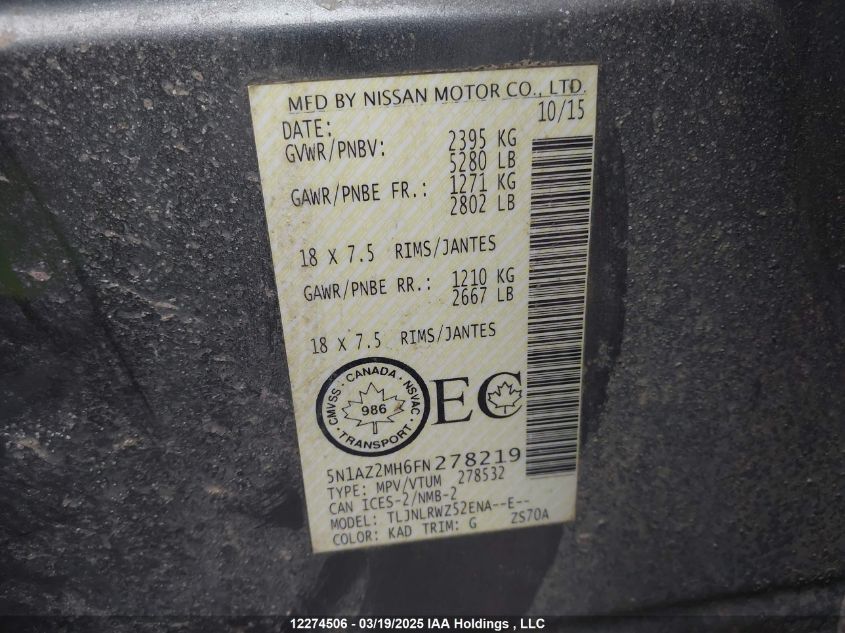 MFD BY NISSAN MOTOR CO., LTD.
DATE: 10/15
GVWR/PNBV: 2395 KG
5280 LB
GAWR/PNBE FR.: 1271 KG
2802 LB
18 X 7.5 RIMS/JANTES
GAWR/PNBE RR.: 1210 KG
2667 LB
18 X 7.5 RIMS/JANTES
CMVSS · CANADA · NSVAC
986
· TRANSPORT ·
EC
5N1AZ2MH6FN278219
TYPE: MPV/VTUM 278532
CAN ICES-2/NMB-2
MODEL: TLJNLRWZ52ENA--E--
COLOR: KAD TRIM: G ZS70A
12274506 - 03/19/2025 IAA Holdings , LLC